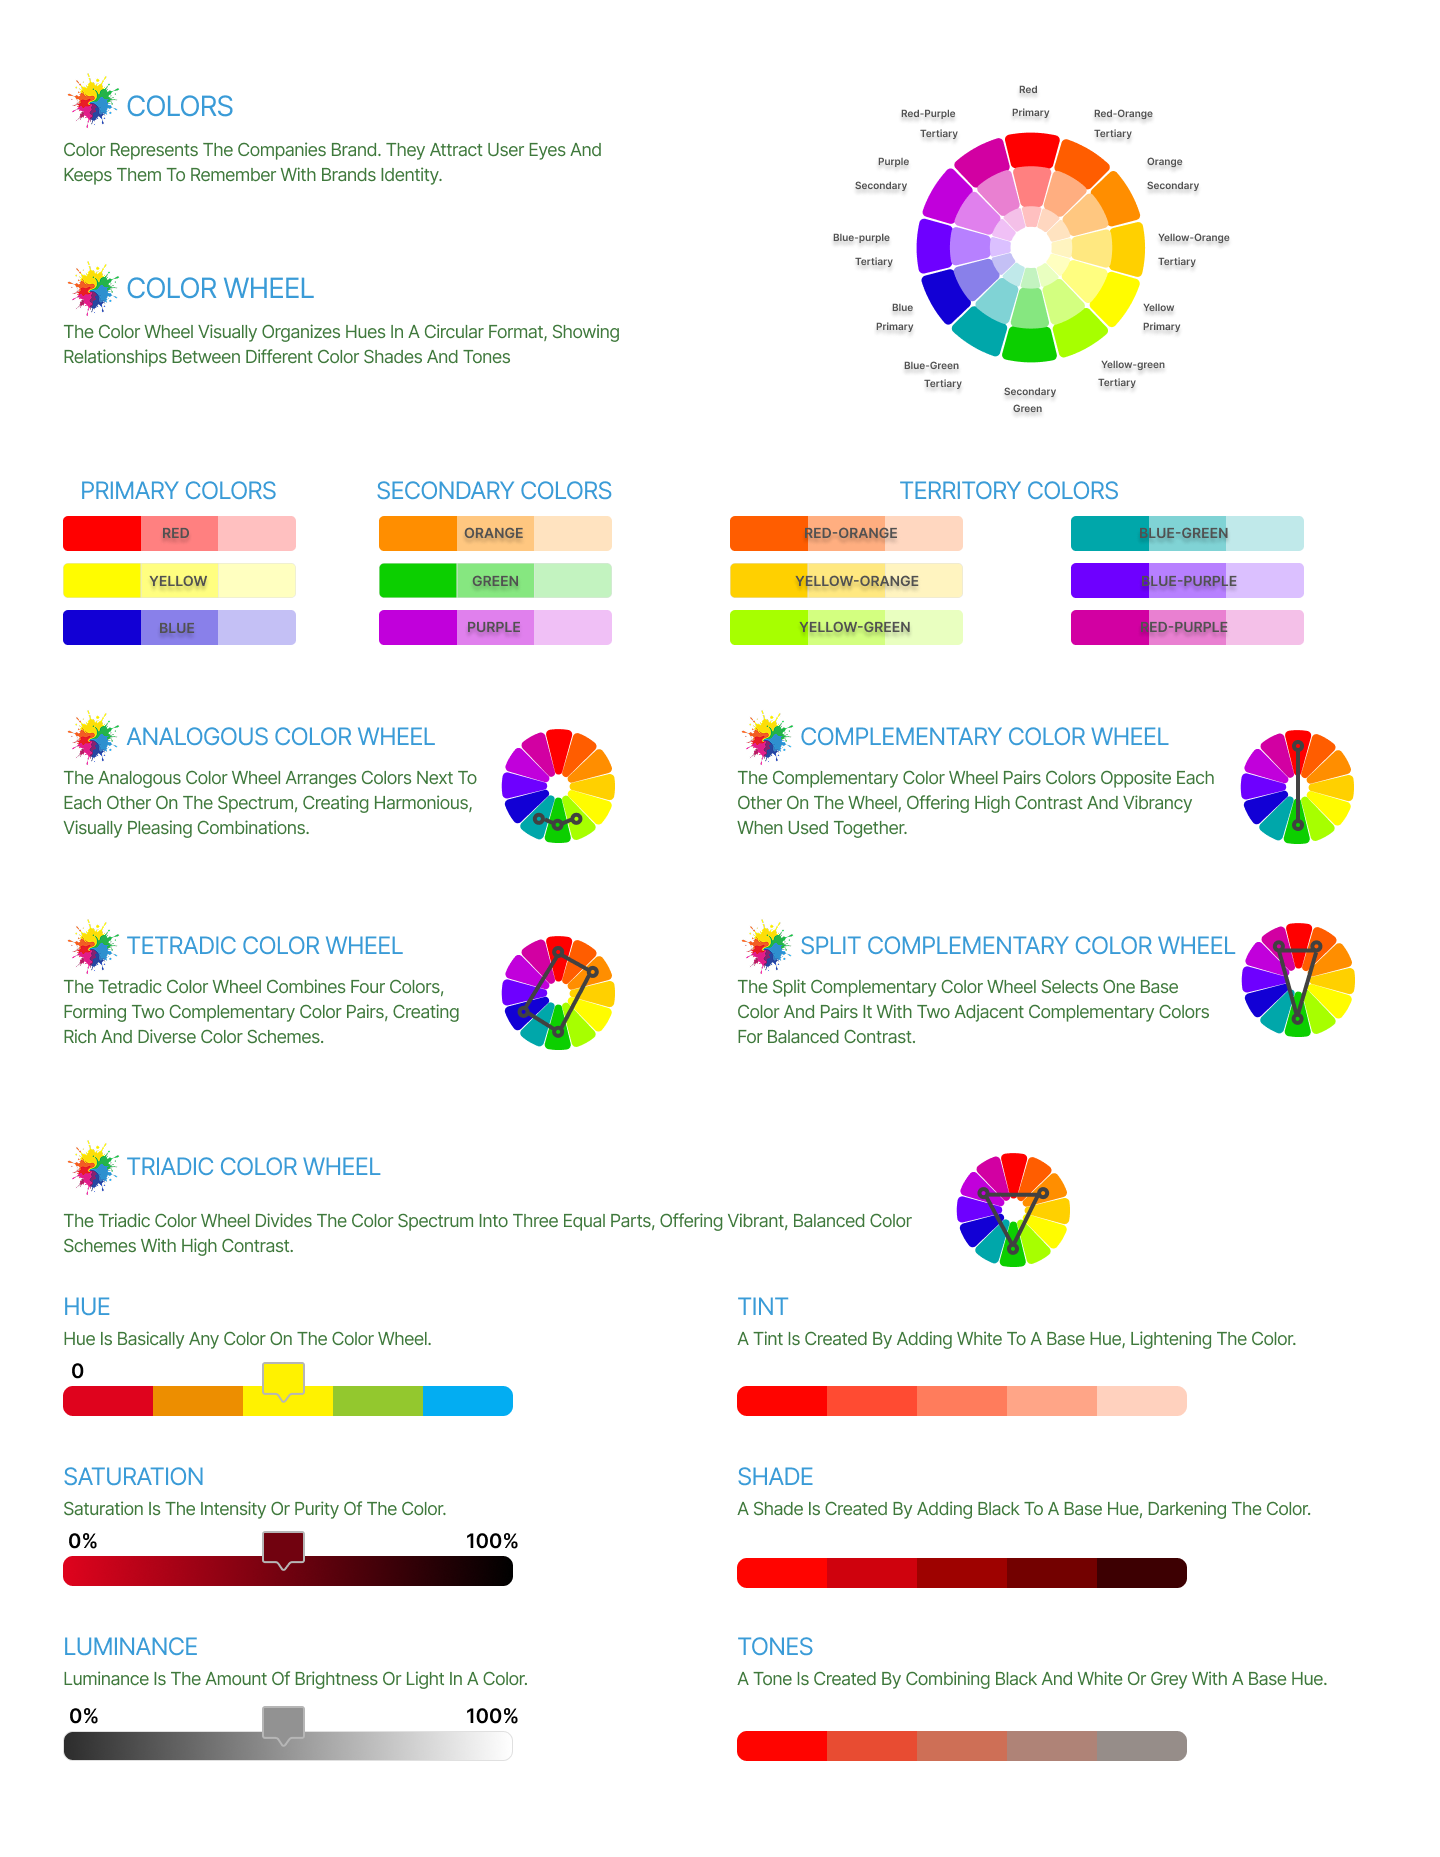 COLORS
Color Represents The Companies Brand. They Attract User Eyes And
Keeps Them To Remember With Brands Identity.
COLOR WHEEL
The Color Wheel Visually Organizes Hues In A Circular Format, Showing
Relationships Between Different Color Shades And Tones
Red
Primary
Red-Orange
Tertiary
Orange
Secondary
Yellow-Orange
Tertiary
Yellow
Primary
Yellow-green
Tertiary
Secondary
Green
Blue-Green
Tertiary
Blue
Primary
Blue-purple
Tertiary
Purple
Secondary
Red-Purple
Tertiary
PRIMARY COLORS
RED
YELLOW
BLUE
SECONDARY COLORS
ORANGE
GREEN
PURPLE
TERRITORY COLORS
RED-ORANGE
YELLOW-ORANGE
YELLOW-GREEN
BLUE-GREEN
BLUE-PURPLE
RED-PURPLE
ANALOGOUS COLOR WHEEL
The Analogous Color Wheel Arranges Colors Next To
Each Other On The Spectrum, Creating Harmonious,
Visually Pleasing Combinations.
COMPLEMENTARY COLOR WHEEL
The Complementary Color Wheel Pairs Colors Opposite Each
Other On The Wheel, Offering High Contrast And Vibrancy
When Used Together.
TETRADIC COLOR WHEEL
The Tetradic Color Wheel Combines Four Colors,
Forming Two Complementary Color Pairs, Creating
Rich And Diverse Color Schemes.
SPLIT COMPLEMENTARY COLOR WHEEL
The Split Complementary Color Wheel Selects One Base
Color And Pairs It With Two Adjacent Complementary Colors
For Balanced Contrast.
TRIADIC COLOR WHEEL
The Triadic Color Wheel Divides The Color Spectrum Into Three Equal Parts, Offering Vibrant, Balanced Color
Schemes With High Contrast.
HUE
Hue Is Basically Any Color On The Color Wheel.
0
TINT
A Tint Is Created By Adding White To A Base Hue, Lightening The Color.
SATURATION
Saturation Is The Intensity Or Purity Of The Color.
0% 100%
SHADE
A Shade Is Created By Adding Black To A Base Hue, Darkening The Color.
LUMINANCE
Luminance Is The Amount Of Brightness Or Light In A Color.
0% 100%
TONES
A Tone Is Created By Combining Black And White Or Grey With A Base Hue.